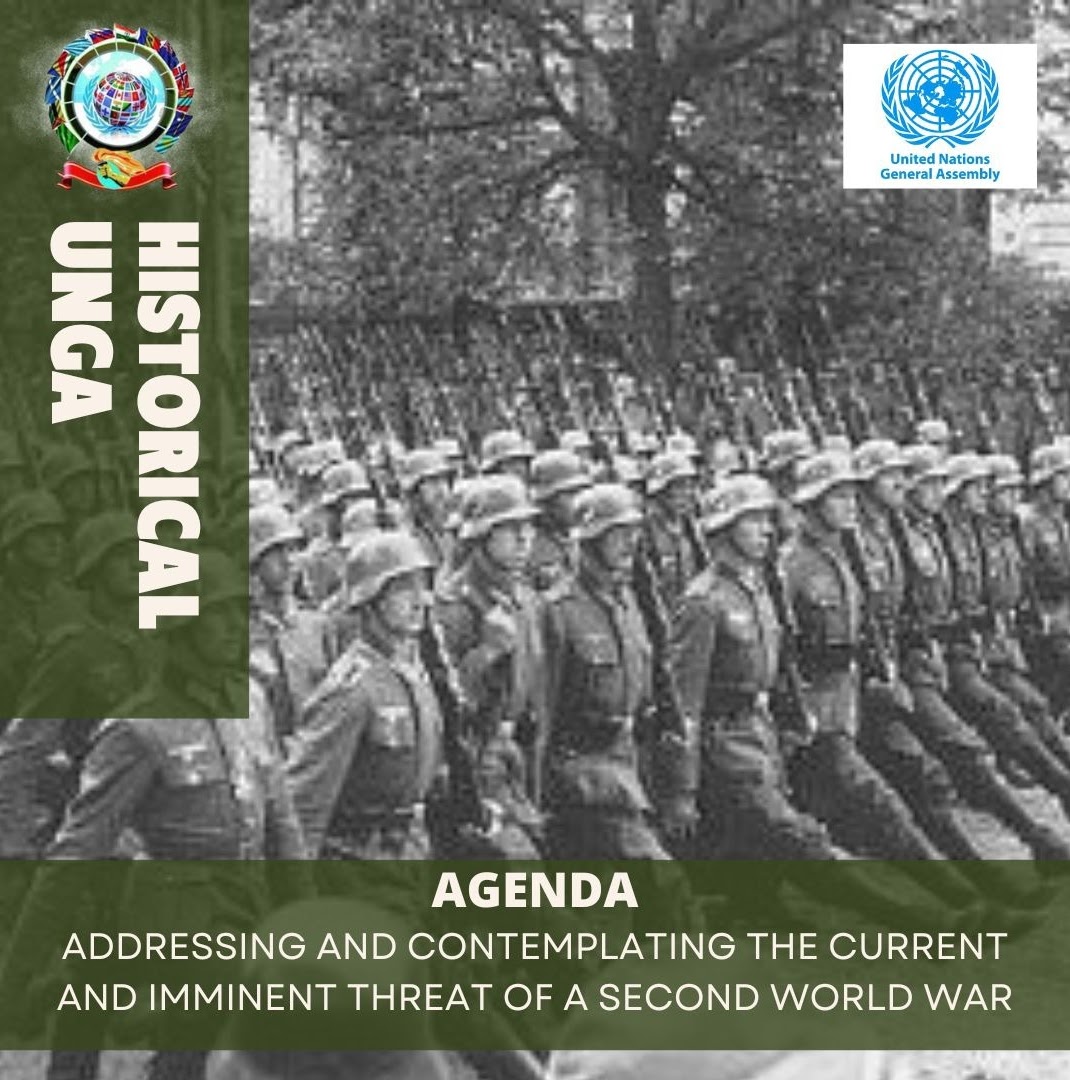 HISTORICAL
UNGA
United Nations
General Assembly
AGENDA
ADDRESSING AND CONTEMPLATING THE CURRENT
AND IMMINENT THREAT OF A SECOND WORLD WAR